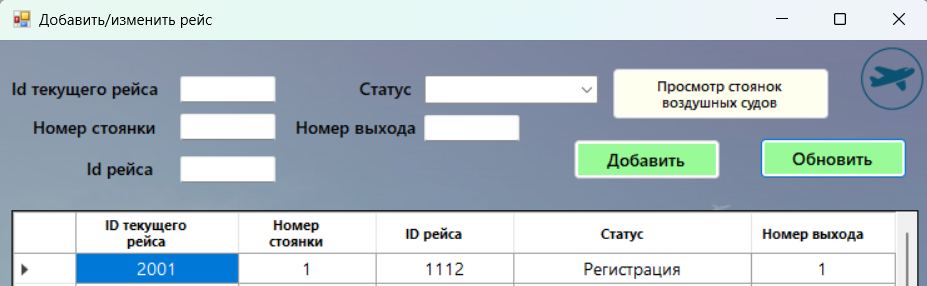 Добавить/изменить рейс
Id текущего рейса
Статус
Просмотр стоянок
воздушных судов
Номер стоянки
Номер выхода
Id рейса
Добавить
Обновить
ID текущего
рейса
Номер
стоянки
ID рейса
Статус
Номер выхода
2001 1 1112 Регистрация 1